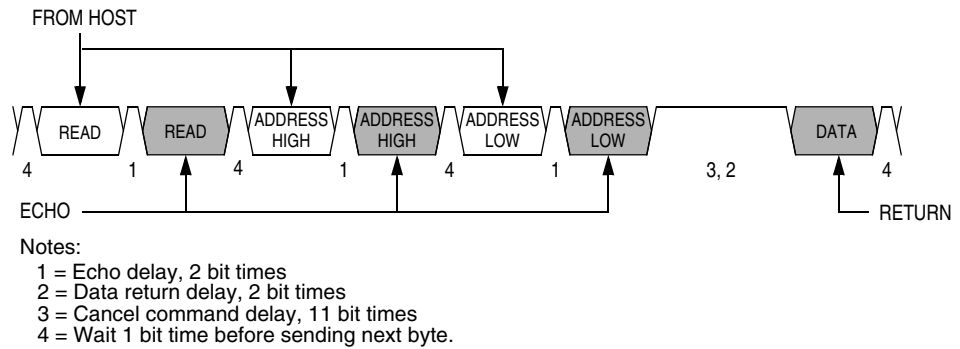 FROM HOST
READ READ ADDRESS HIGH ADDRESS HIGH ADDRESS LOW ADDRESS LOW DATA
4 1 4 1 4 1 3, 2 4
ECHO RETURN
Notes:
1 = Echo delay, 2 bit times
2 = Data return delay, 2 bit times
3 = Cancel command delay, 11 bit times
4 = Wait 1 bit time before sending next byte.